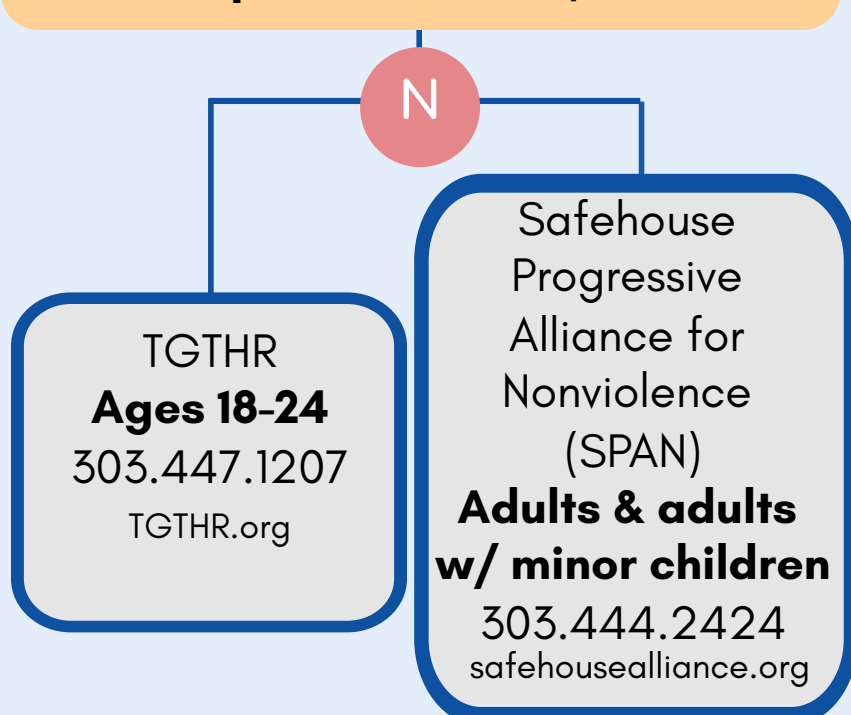 N
TGTHR
Ages 18-24
303.447.1207
TGTHR.org
Safehouse
Progressive
Alliance for
Nonviolence
(SPAN)
Adults & adults
w/ minor children
303.444.2424
safehousealliance.org